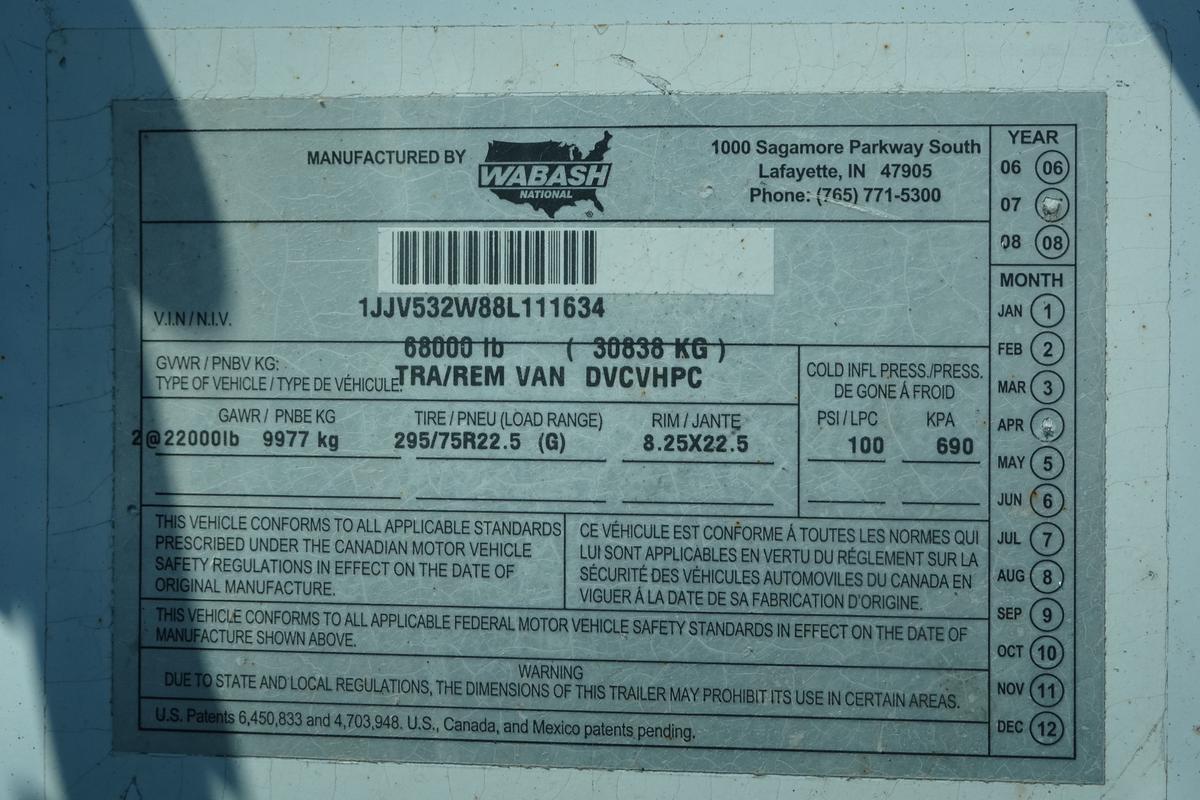 MANUFACTURED BY
WABASH
NATIONAL
®
1000 Sagamore Parkway South
Lafayette, IN 47905
Phone: (765) 771-5300
YEAR
06 06
07
08 08
V.I.N / N.I.V.
1JJV532W88L111634
GVWR / PNBV KG:
68000 lb ( 30838 KG )
TYPE OF VEHICLE / TYPE DE VÉHICULE:
TRA/REM VAN DVCVHPC
GAWR / PNBE KG
TIRE / PNEU (LOAD RANGE)
RIM / JANTE
2@22000lb 9977 kg
295/75R22.5 (G)
8.25X22.5
COLD INFL PRESS./PRESS.
DE GONE Á FROID
PSI / LPC KPA
100 690
THIS VEHICLE CONFORMS TO ALL APPLICABLE STANDARDS
PRESCRIBED UNDER THE CANADIAN MOTOR VEHICLE
SAFETY REGULATIONS IN EFFECT ON THE DATE OF
ORIGINAL MANUFACTURE.
CE VÉHICULE EST CONFORME Á TOUTES LES NORMES QUI
LUI SONT APPLICABLES EN VERTU DU RÉGLEMENT SUR LA
SÉCURITÉ DES VÉHICULES AUTOMOVILES DU CANADA EN
VIGUER Á LA DATE DE SA FABRICATION D'ORIGINE.
THIS VEHICLE CONFORMS TO ALL APPLICABLE FEDERAL MOTOR VEHICLE SAFETY STANDARDS IN EFFECT ON THE DATE OF
MANUFACTURE SHOWN ABOVE.
WARNING
DUE TO STATE AND LOCAL REGULATIONS, THE DIMENSIONS OF THIS TRAILER MAY PROHIBIT ITS USE IN CERTAIN AREAS.
U.S. Patents 6,450,833 and 4,703,948. U.S., Canada, and Mexico patents pending.
MONTH
JAN 1
FEB 2
MAR 3
APR
MAY 5
JUN 6
JUL 7
AUG 8
SEP 9
OCT 10
NOV 11
DEC 12